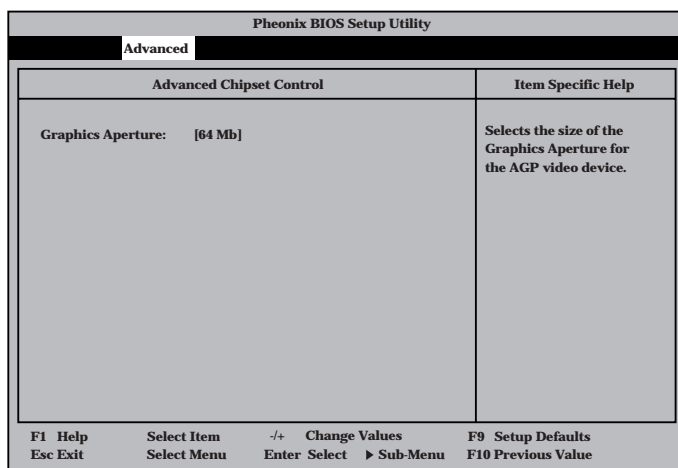 Pheonix BIOS Setup Utility
Advanced
Advanced Chipset Control
Item Specific Help
Graphics Aperture: [64 Mb]
Selects the size of the
Graphics Aperture for
the AGP video device.
F1 Help Select Item -/+ Change Values F9 Setup Defaults
Esc Exit Select Menu Enter Select ▶ Sub-Menu F10 Previous Value